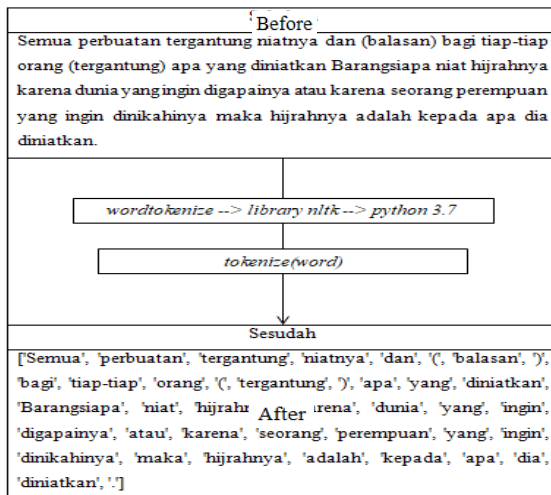 Before
Semua perbuatan tergantung niatnya dan (balasan) bagi tiap-tiap
orang (tergantung) apa yang diniatkan Barangsiapa niat hijrahnya
karena dunia yang ingin digapainya atau karena seorang perempuan
yang ingin dinikahinya maka hijrahnya adalah kepada apa dia
diniatkan.
wordtokenize --> library nltk --> python 3.7
tokenize(word)
Sesudah
['Semua', 'perbuatan', 'tergantung', 'niatnya', 'dan', '(', 'balasan', ')',
'bagi', 'tiap-tiap', 'orang', '(', 'tergantung', ')', 'apa', 'yang', 'diniatkan',
'Barangsiapa', 'niat', 'hijrahn After rena', 'dunia', 'yang', 'ingin',
'digapainya', 'atau', 'karena', 'seorang', 'perempuan', 'yang', 'ingin',
'dinikahinya', 'maka', 'hijrahnya', 'adalah', 'kepada', 'apa', 'dia',
'diniatkan', '.']